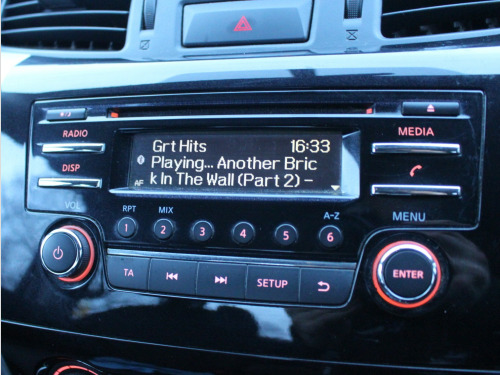 RADIO
MEDIA
Grt Hits 16:33
Playing... Another Bric
k In The Wall (Part 2) -
AF
DISP
VOL
RPT MIX A-Z
MENU
1 2 3 4 5 6
TA SETUP
ENTER